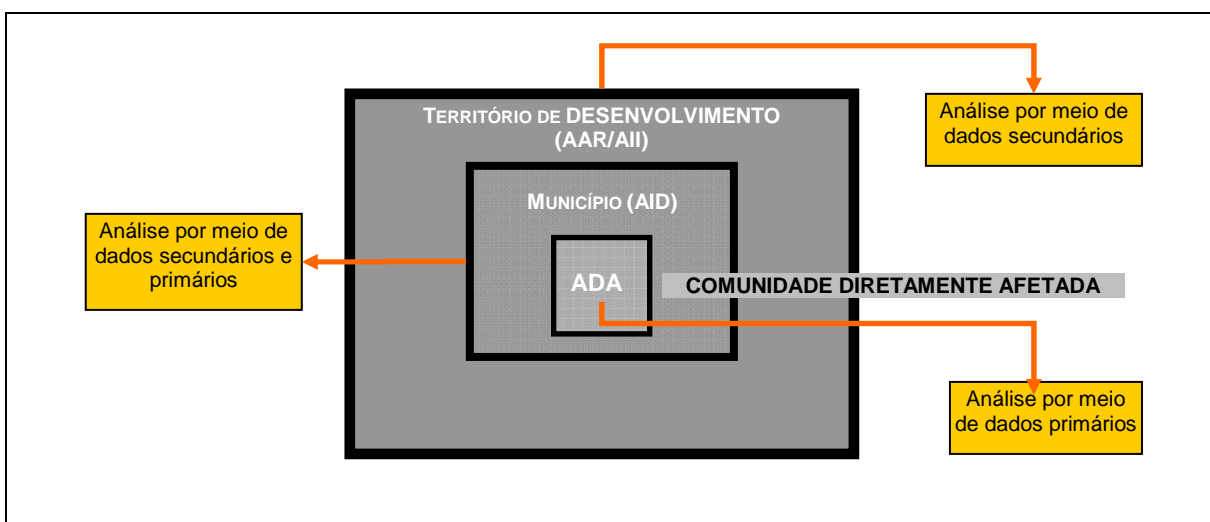 TERRITÓRIO DE DESENVOLVIMENTO
(AAR/AII)
Análise por meio de
dados secundários
MUNICÍPIO (AID)
Análise por meio de
dados secundários e
primários
ADA
COMUNIDADE DIRETAMENTE AFETADA
Análise por meio
de dados primários